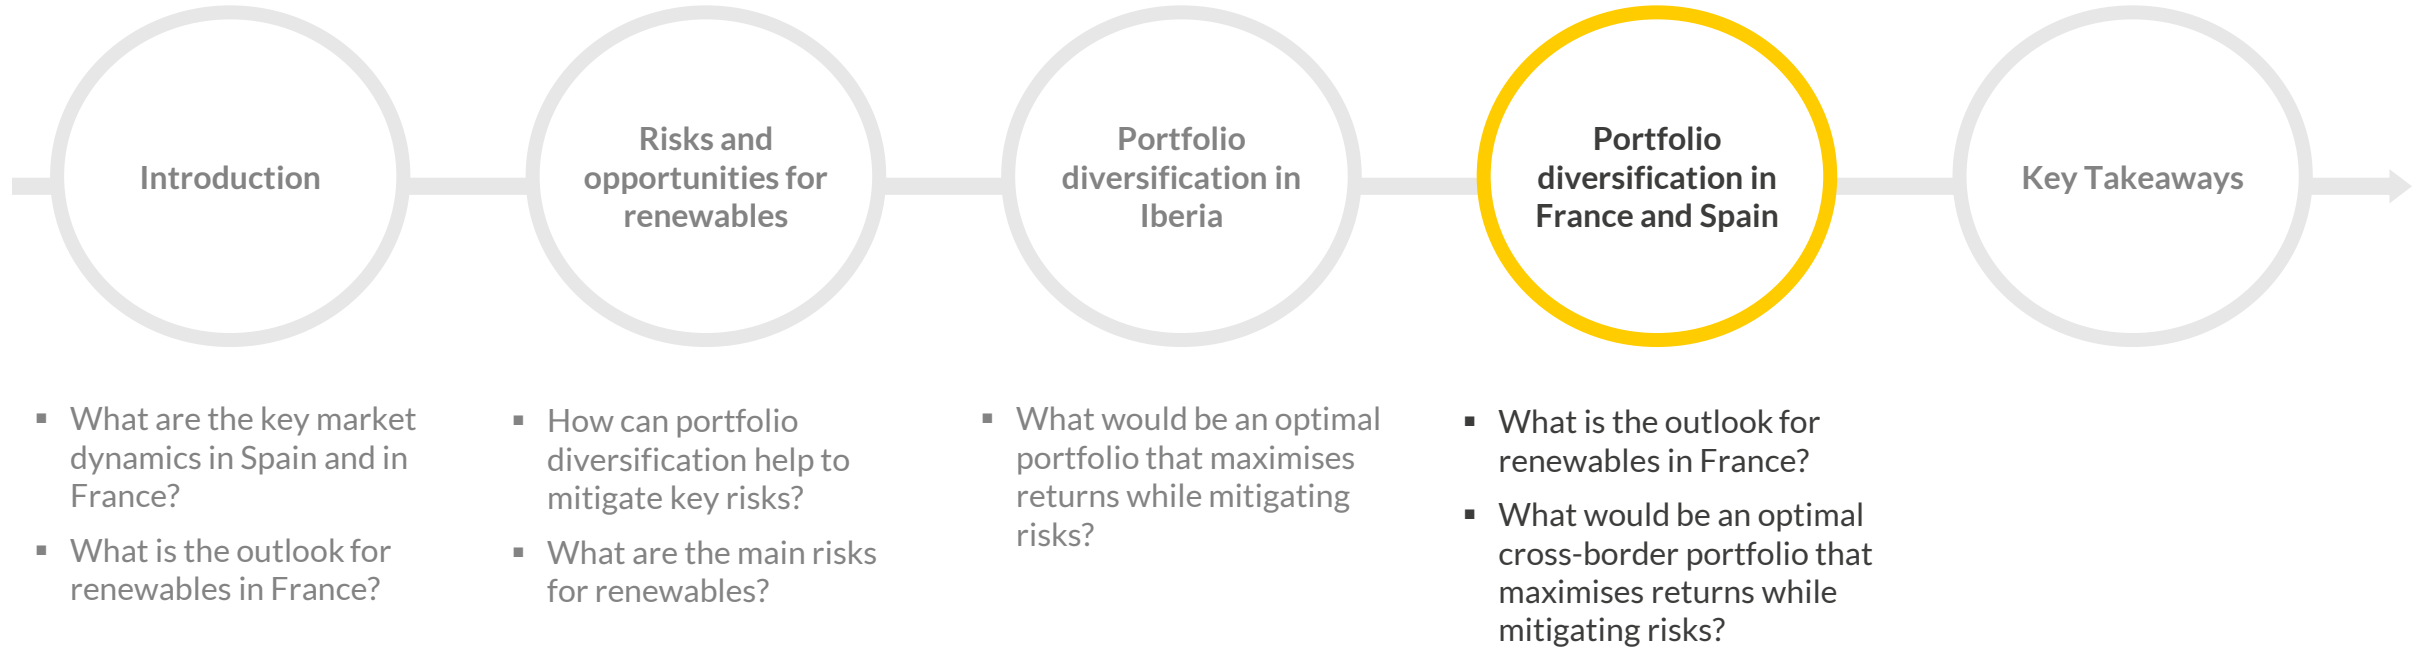 Introduction
Risks and
opportunities for
renewables
Portfolio
diversification in
Iberia
Portfolio
diversification in
France and Spain
Key Takeaways
▪ What are the key market
dynamics in Spain and in
France?
▪ What is the outlook for
renewables in France?
▪ How can portfolio
diversification help to
mitigate key risks?
▪ What are the main risks
for renewables?
▪ What would be an optimal
portfolio that maximises
returns while mitigating
risks?
▪ What is the outlook for
renewables in France?
▪ What would be an optimal
cross-border portfolio that
maximises returns while
mitigating risks?